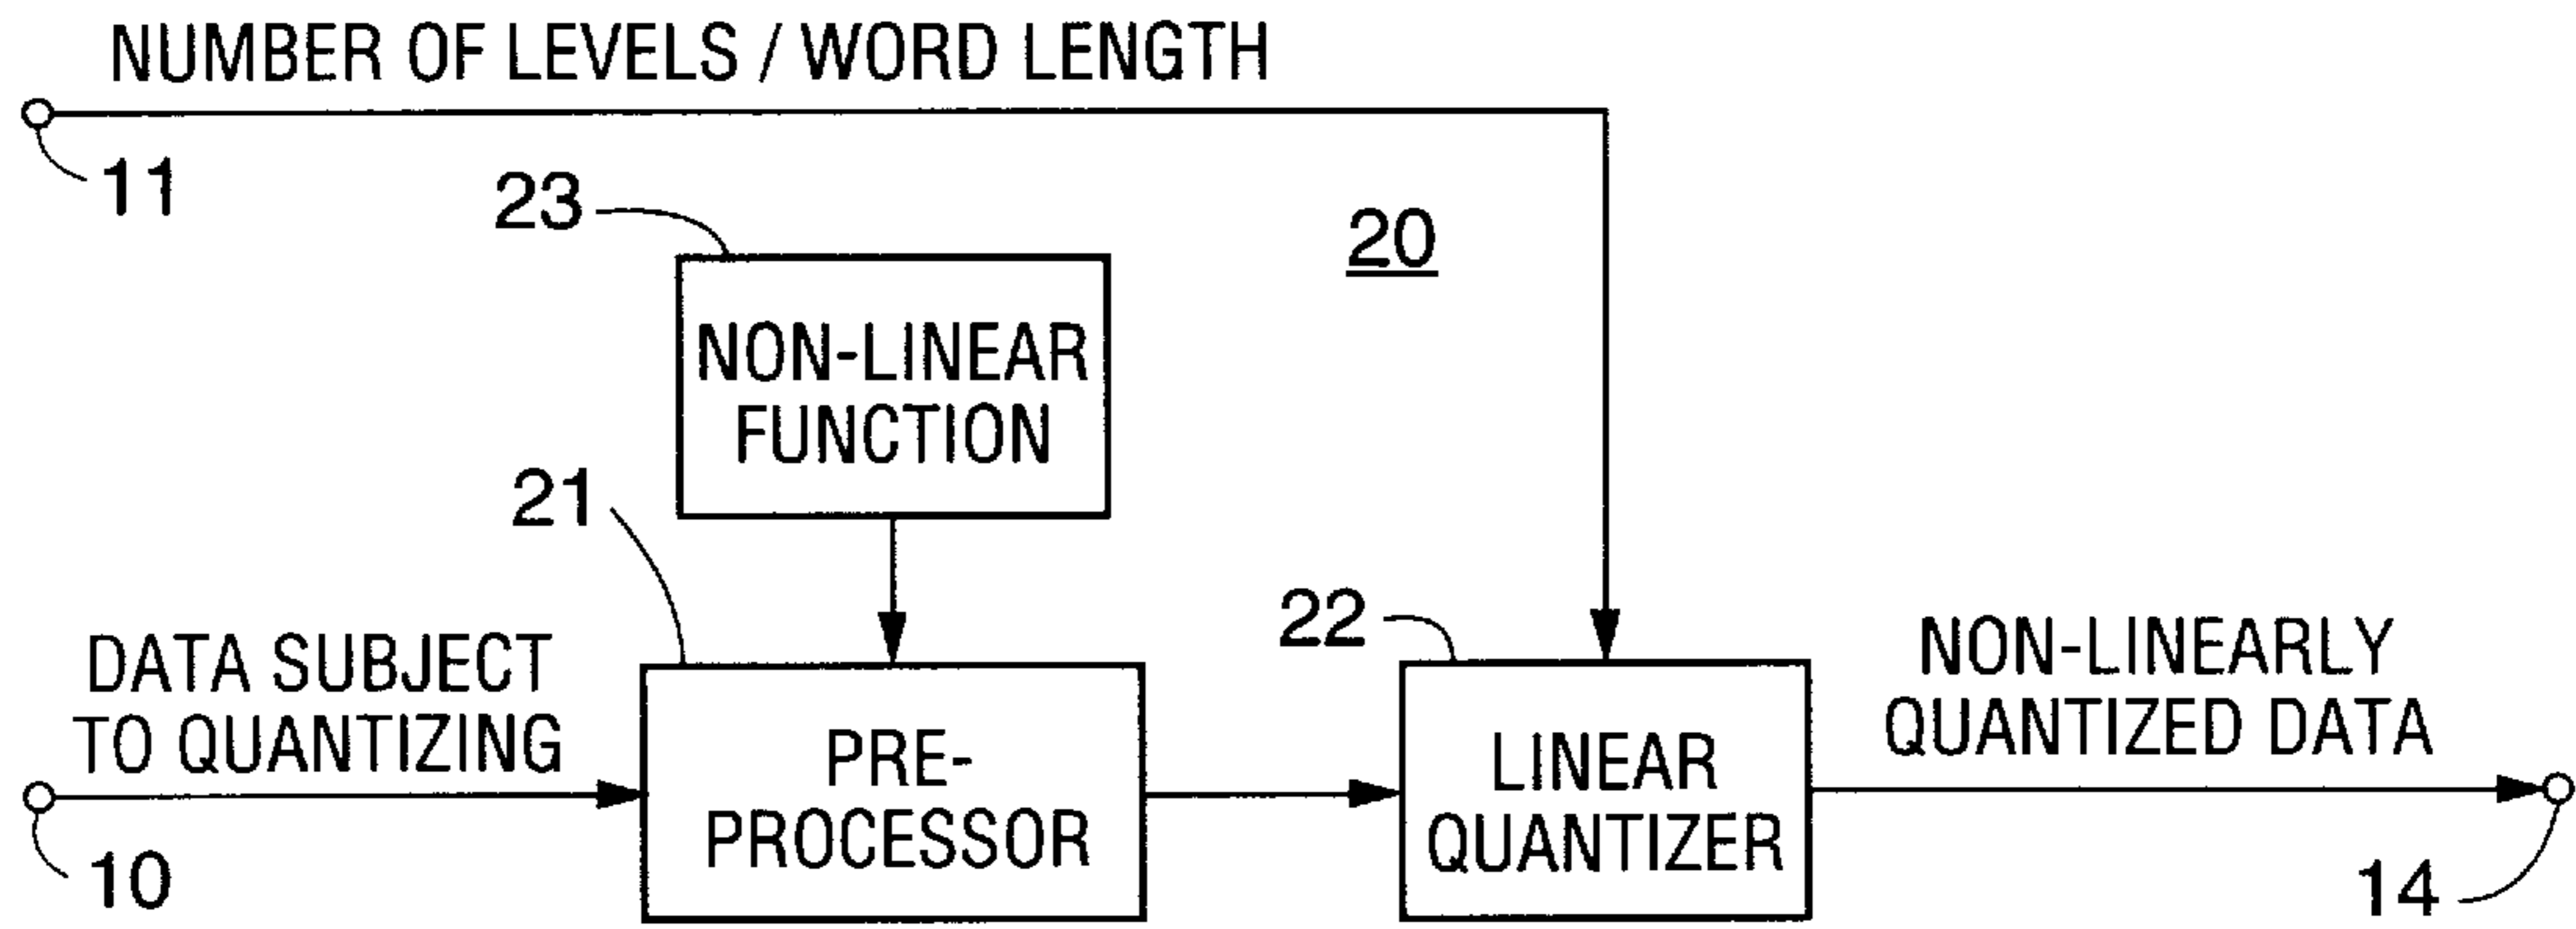 NUMBER OF LEVELS / WORD LENGTH
11
23
20
NON-LINEAR
FUNCTION
21
22
DATA SUBJECT
TO QUANTIZING
NON-LINEARLY
QUANTIZED DATA
PRE-
PROCESSOR
LINEAR
QUANTIZER
10
14